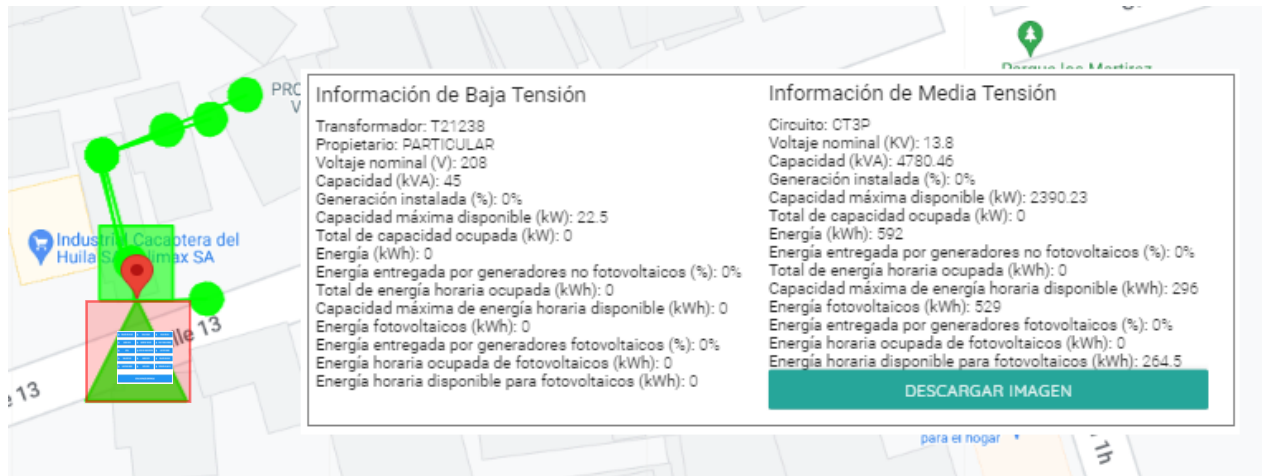 Parque los Martirez
PRO
V
Industrial Cacaotera del
Huila S.A. Climax SA
lle 13
13
Información de Baja Tensión
Transformador: T21238
Propietario: PARTICULAR
Voltaje nominal (V): 208
Capacidad (kVA): 45
Generación instalada (%): 0%
Capacidad máxima disponible (kW): 22.5
Total de capacidad ocupada (kW): 0
Energía (kWh): 0
Energía entregada por generadores no fotovoltaicos (%): 0%
Total de energía horaria ocupada (kWh): 0
Capacidad máxima de energía horaria disponible (kWh): 0
Energía fotovoltaicos (kWh): 0
Energía entregada por generadores fotovoltaicos (%): 0%
Energía horaria ocupada de fotovoltaicos (kWh): 0
Energía horaria disponible para fotovoltaicos (kWh): 0
Información de Media Tensión
Circuito: CT3P
Voltaje nominal (KV): 13.8
Capacidad (kVA): 4780.46
Generación instalada (%): 0%
Capacidad máxima disponible (kW): 2390.23
Total de capacidad ocupada (kW): 0
Energía (kWh): 592
Energía entregada por generadores no fotovoltaicos (%): 0%
Total de energía horaria ocupada (kWh): 0
Capacidad máxima de energía horaria disponible (kWh): 296
Energía fotovoltaicos (kWh): 529
Energía entregada por generadores fotovoltaicos (%): 0%
Energía horaria ocupada de fotovoltaicos (kWh): 0
Energía horaria disponible para fotovoltaicos (kWh): 264.5
DESCARGAR IMAGEN
para el hogar
1h